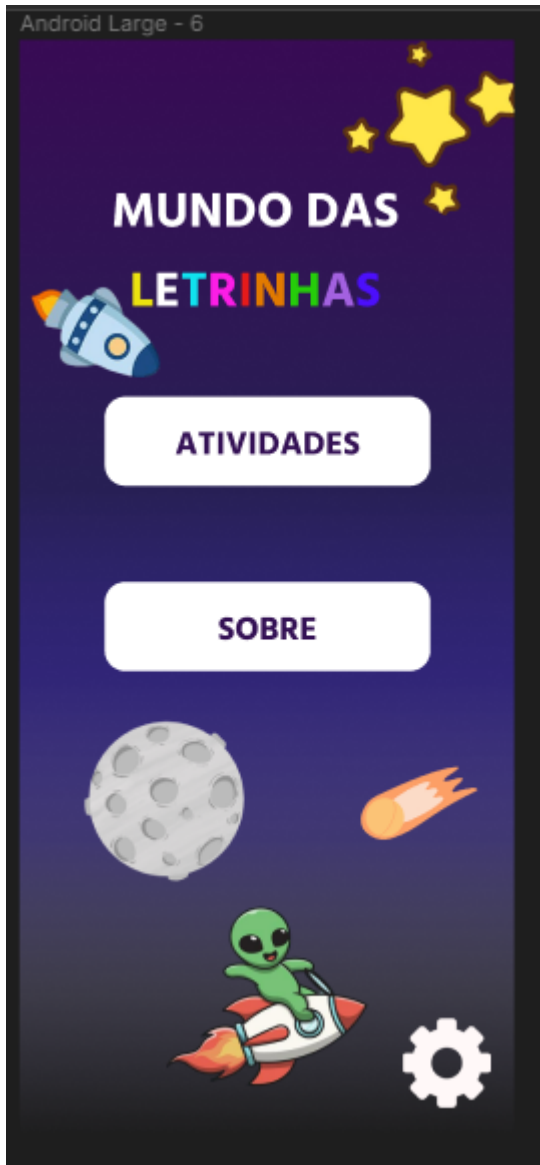 Android Large - 6
MUNDO DAS
LETRINHAS
ATIVIDADES
SOBRE